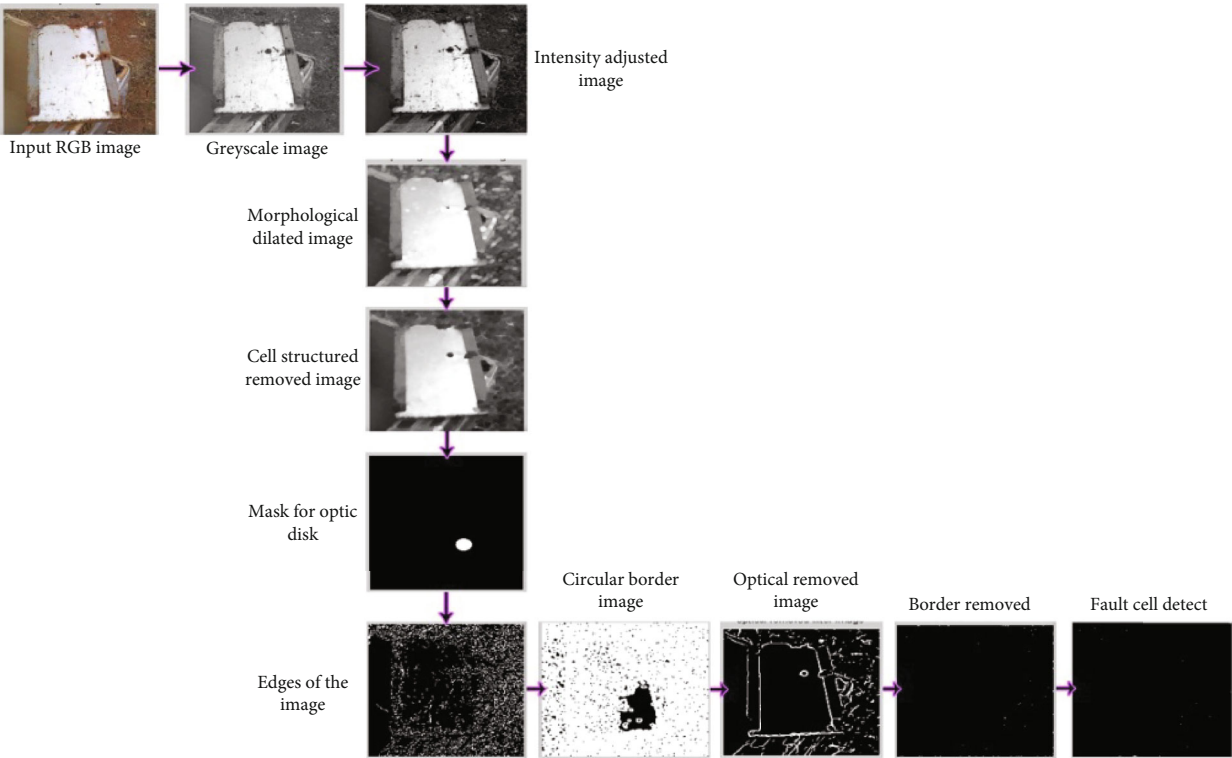 Intensity adjusted
image
Input RGB image
Greyscale image
Morphological
dilated image
Cell structured
removed image
Mask for optic
disk
Circular border
image
Optical removed
image
Border removed
Fault cell detect
Edges of the
image